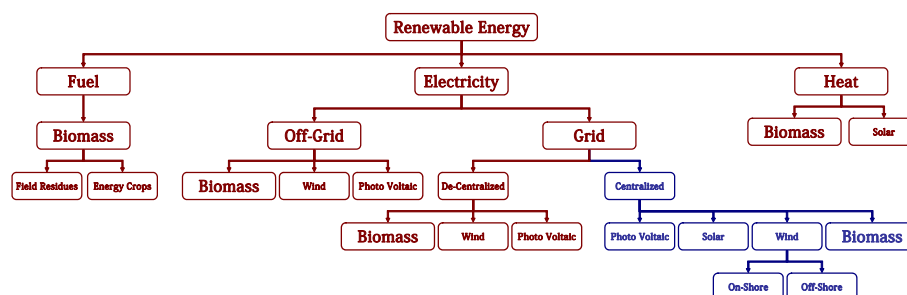 Renewable Energy
Fuel
Electricity
Heat
Biomass
Off-Grid
Grid
Biomass
Solar
Field Residues
Energy Crops
Biomass
Wind
Photo Voltaic
De-Centralized
Centralized
Biomass
Wind
Photo Voltaic
Photo Voltaic
Solar
Wind
Biomass
On-Shore
Off-Shore